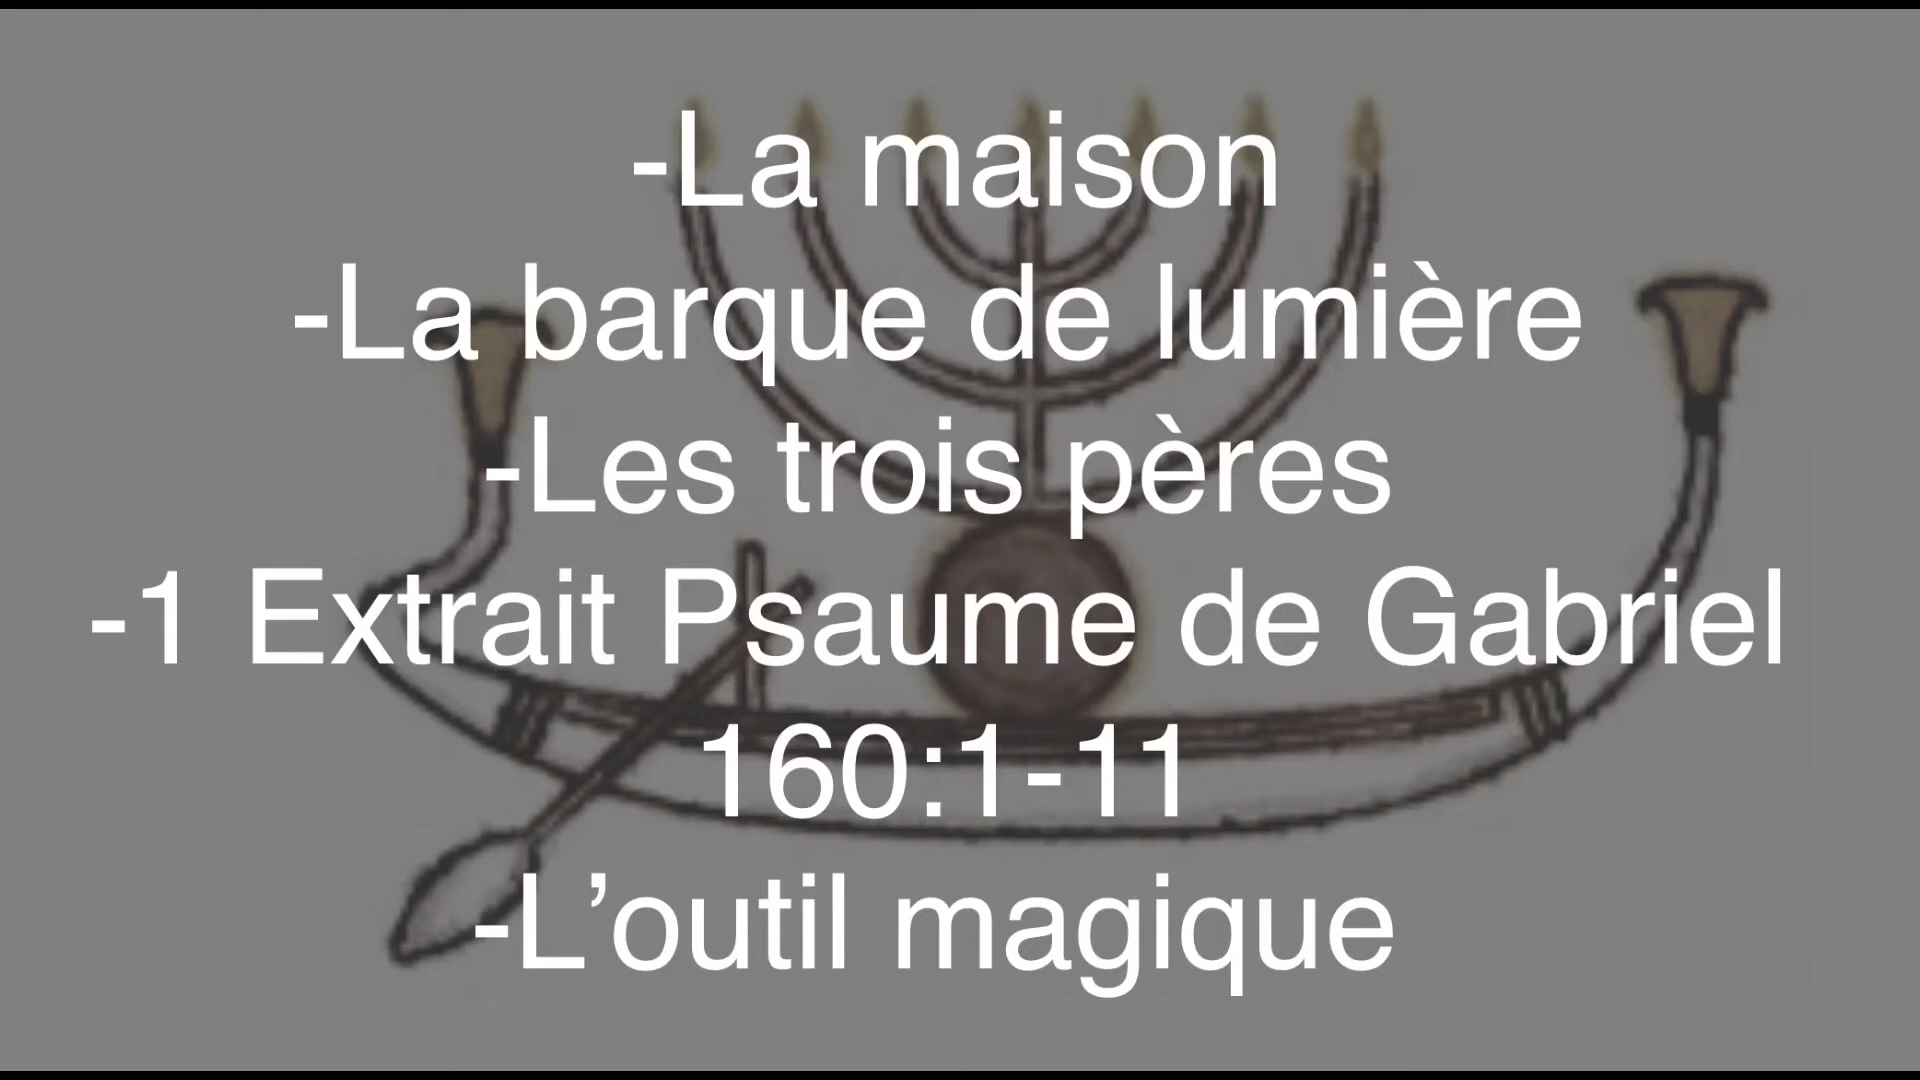 -La maison
-La barque de lumière
-Les trois pères
-1 Extrait Psaume de Gabriel
160:1-11
-L’outil magique